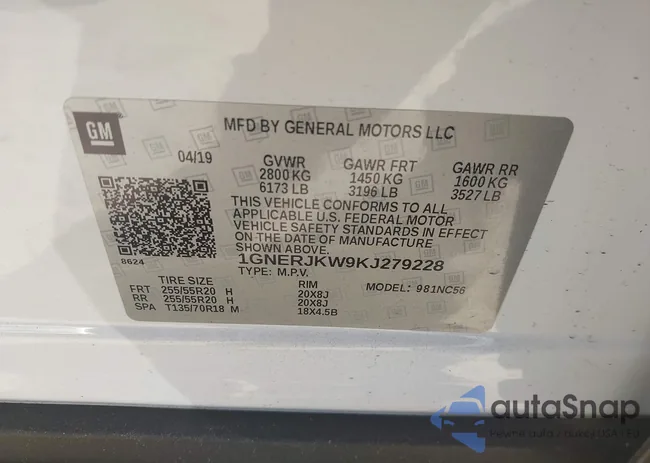 GM
MFD BY GENERAL MOTORS LLC
04/19
GVWR GAWR FRT GAWR RR
2800 KG 1450 KG 1600 KG
6173 LB 3196 LB 3527 LB
THIS VEHICLE CONFORMS TO ALL
APPLICABLE U.S. FEDERAL MOTOR
VEHICLE SAFETY STANDARDS IN EFFECT
ON THE DATE OF MANUFACTURE SHOWN ABOVE.
1GNERJKW9KJ279228
8624
TYPE: M.P.V. MODEL: 981NC56
TIRE SIZE RIM
FRT 255/55R20 H 20X8J
RR 255/55R20 H 20X8J
SPA T135/70R18 M 18X4.5B
autaSnap